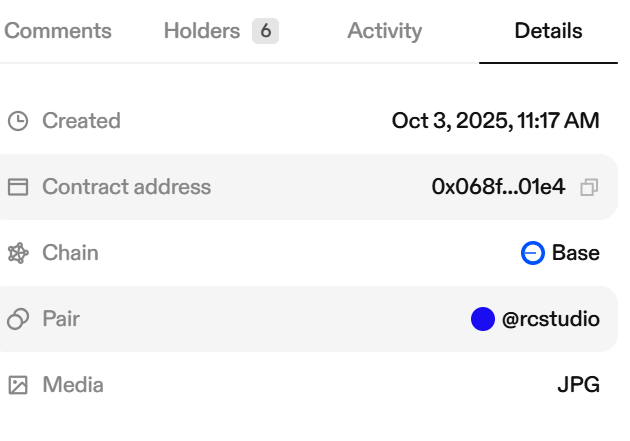 Comments Holders 6 Activity Details
Created Oct 3, 2025, 11:17 AM
Contract address 0x068f...01e4
Chain Base
Pair @rcstudio
Media JPG